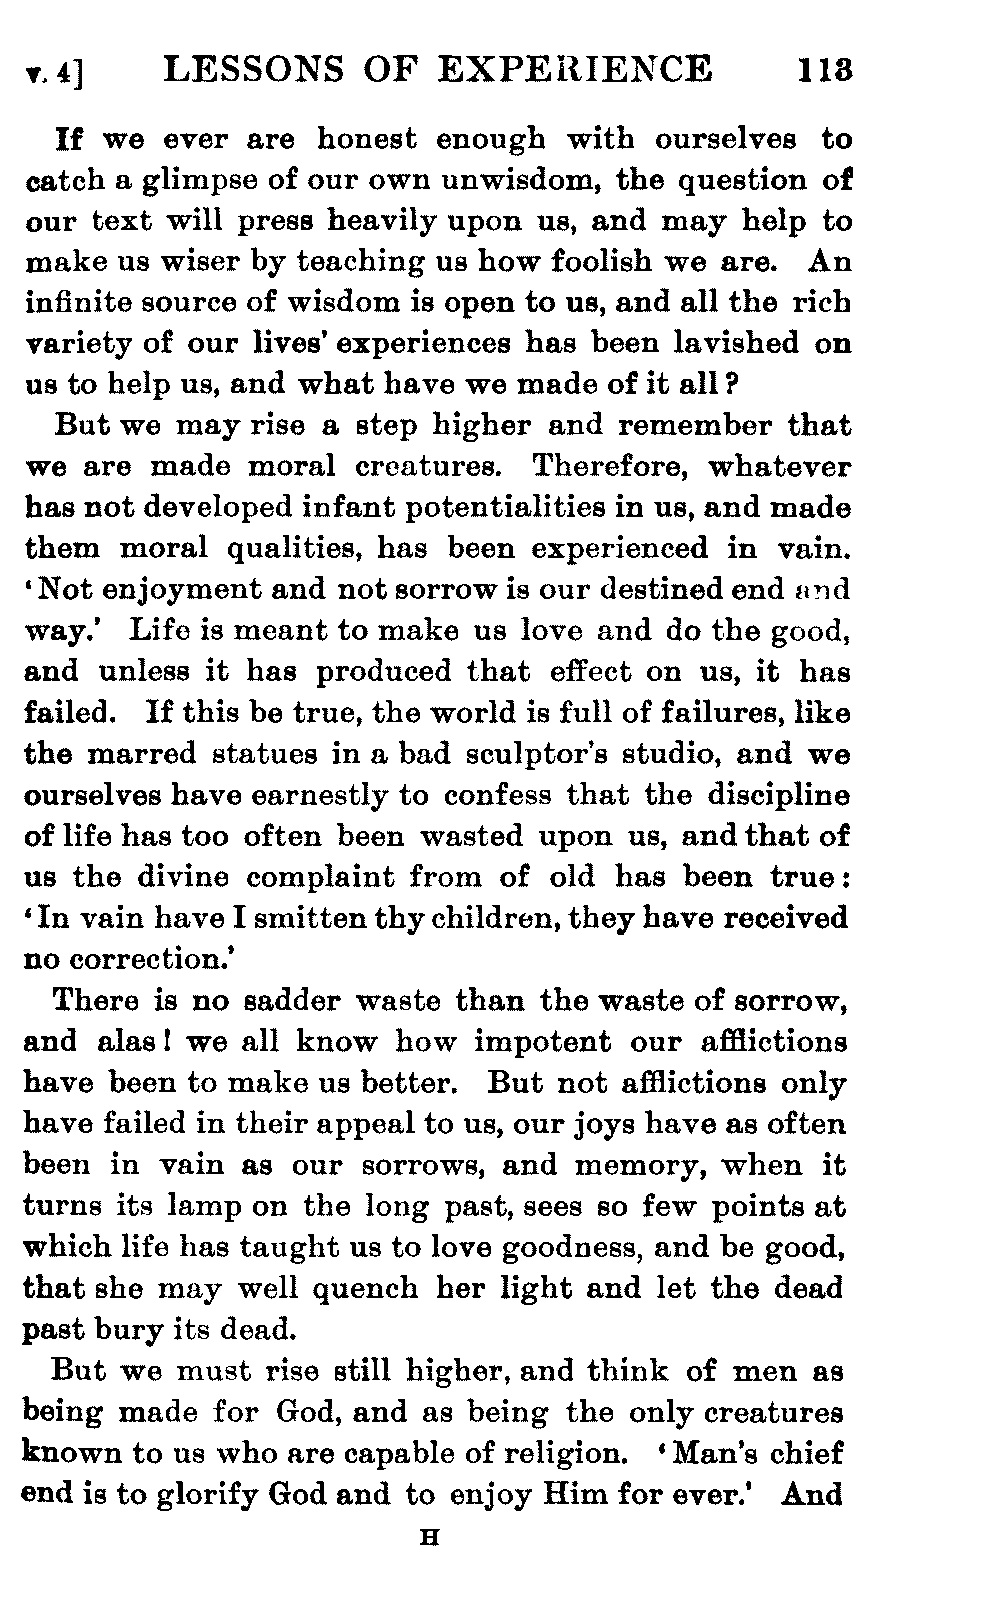 v. 4] LESSONS OF EXPERIENCE 113
If we ever are honest enough with ourselves to
catch a glimpse of our own unwisdom, the question of
our text will press heavily upon us, and may help to
make us wiser by teaching us how foolish we are. An
infinite source of wisdom is open to us, and all the rich
variety of our lives' experiences has been lavished on
us to help us, and what have we made of it all?
But we may rise a step higher and remember that
we are made moral creatures. Therefore, whatever
has not developed infant potentialities in us, and made
them moral qualities, has been experienced in vain.
'Not enjoyment and not sorrow is our destined end and
way.' Life is meant to make us love and do the good,
and unless it has produced that effect on us, it has
failed. If this be true, the world is full of failures, like
the marred statues in a bad sculptor's studio, and we
ourselves have earnestly to confess that the discipline
of life has too often been wasted upon us, and that of
us the divine complaint from of old has been true:
'In vain have I smitten thy children, they have received
no correction.'
There is no sadder waste than the waste of sorrow,
and alas! we all know how impotent our afflictions
have been to make us better. But not afflictions only
have failed in their appeal to us, our joys have as often
been in vain as our sorrows, and memory, when it
turns its lamp on the long past, sees so few points at
which life has taught us to love goodness, and be good,
that she may well quench her light and let the dead
past bury its dead.
But we must rise still higher, and think of men as
being made for God, and as being the only creatures
known to us who are capable of religion. 'Man's chief
end is to glorify God and to enjoy Him for ever.' And
H